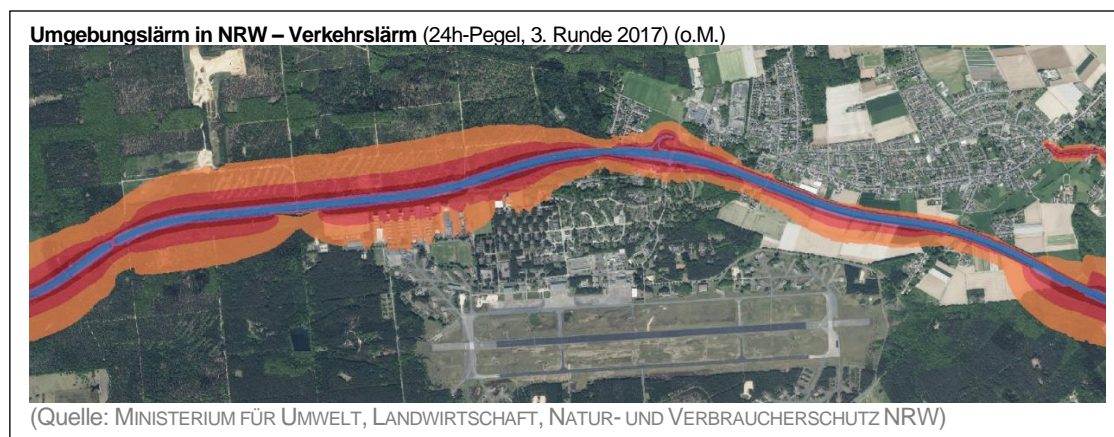 Umgebungslärm in NRW – Verkehrslärm (24h-Pegel, 3. Runde 2017) (o.M.)
(Quelle: MINISTERIUM FÜR UMWELT, LANDWIRTSCHAFT, NATUR- UND VERBRAUCHERSCHUTZ NRW)